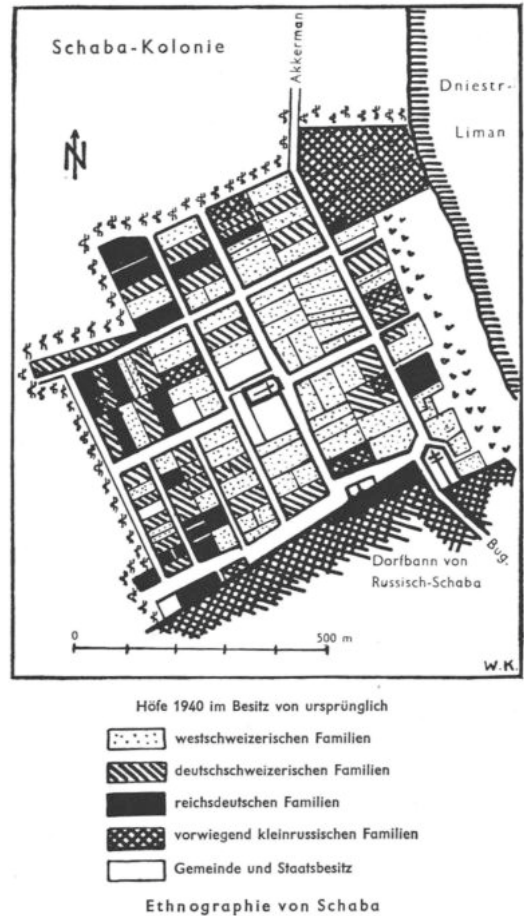 Schaba-Kolonie
Akkerman
Dniestr-
Liman
N
Dorfbann von
Russisch-Schaba
Bug.
0
500 m
W.K.
Höfe 1940 im Besitz von ursprünglich
westschweizerischen Familien
deutschschweizerischen Familien
reichsdeutschen Familien
vorwiegend kleinrussischen Familien
Gemeinde und Staatsbesitz
Ethnographie von Schaba